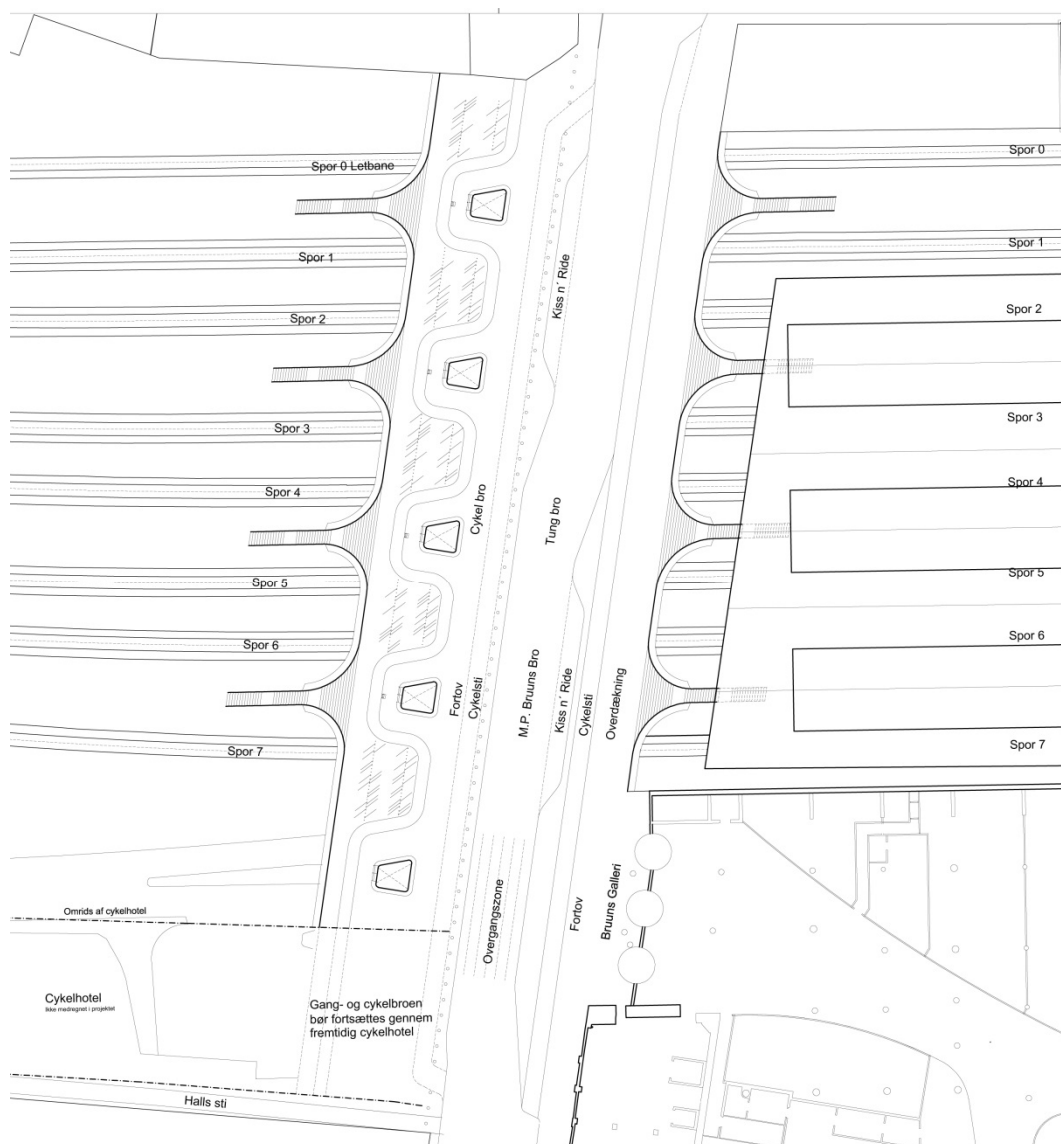 Spor 0 Letbane
Spor 0
Spor 1
Spor 1
Kiss n´ Ride
Spor 2
Spor 2
Spor 3
Spor 3
Spor 4
Spor 4
Cykel bro
Tung bro
Spor 5
Spor 5
Spor 6
Spor 6
Fortov
Cykelsti
M.P. Bruuns Bro
Kiss n´ Ride
Cykelsti
Overdækning
Spor 7
Spor 7
Omrids af cykelhotel
Overgangszone
Fortov
Bruuns Galleri
Cykelhotel
Ikke medregnet i projektet
Gang- og cykelbroen
bør fortsættes gennem
fremtidig cykelhotel
Halls sti